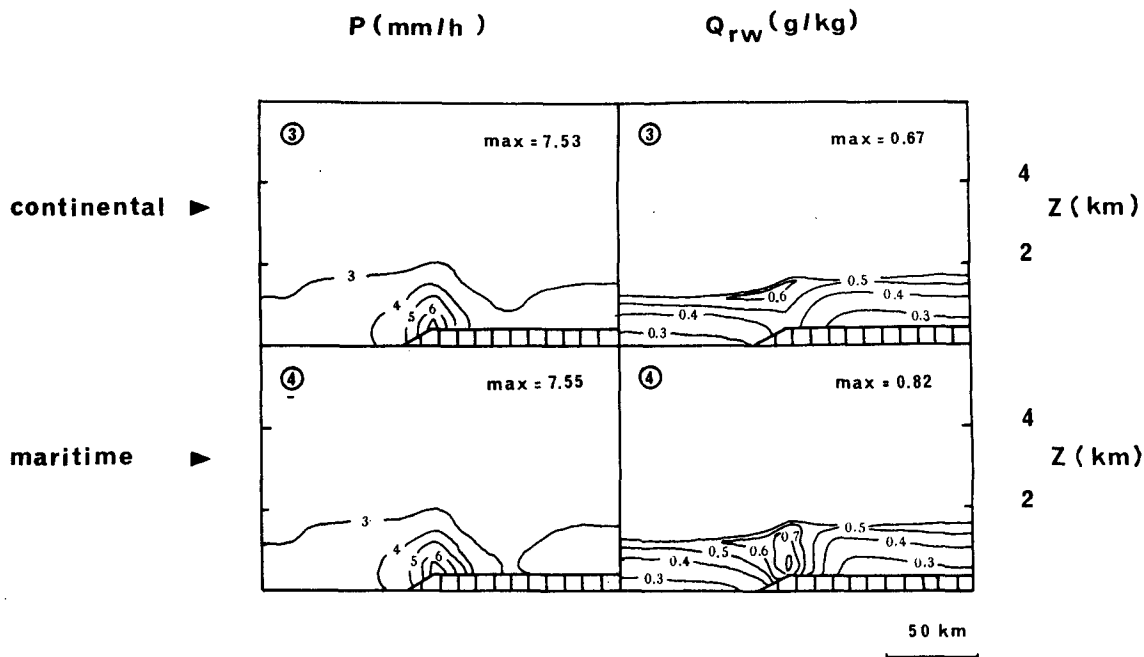 P (mm/h) Q_rw (g/kg)
③ max = 7.53 ③ max = 0.67
4
continental ► Z (km)
2
3 0.5
4 0.6 0.4
5 6 0.4 0.3
0.3
④ max = 7.55 ④ max = 0.82
4
maritime ► Z (km)
2
3 0.5
4 0.5 0.6 0.7 0.4
5 6 0.4 0.3
0.3
50 km